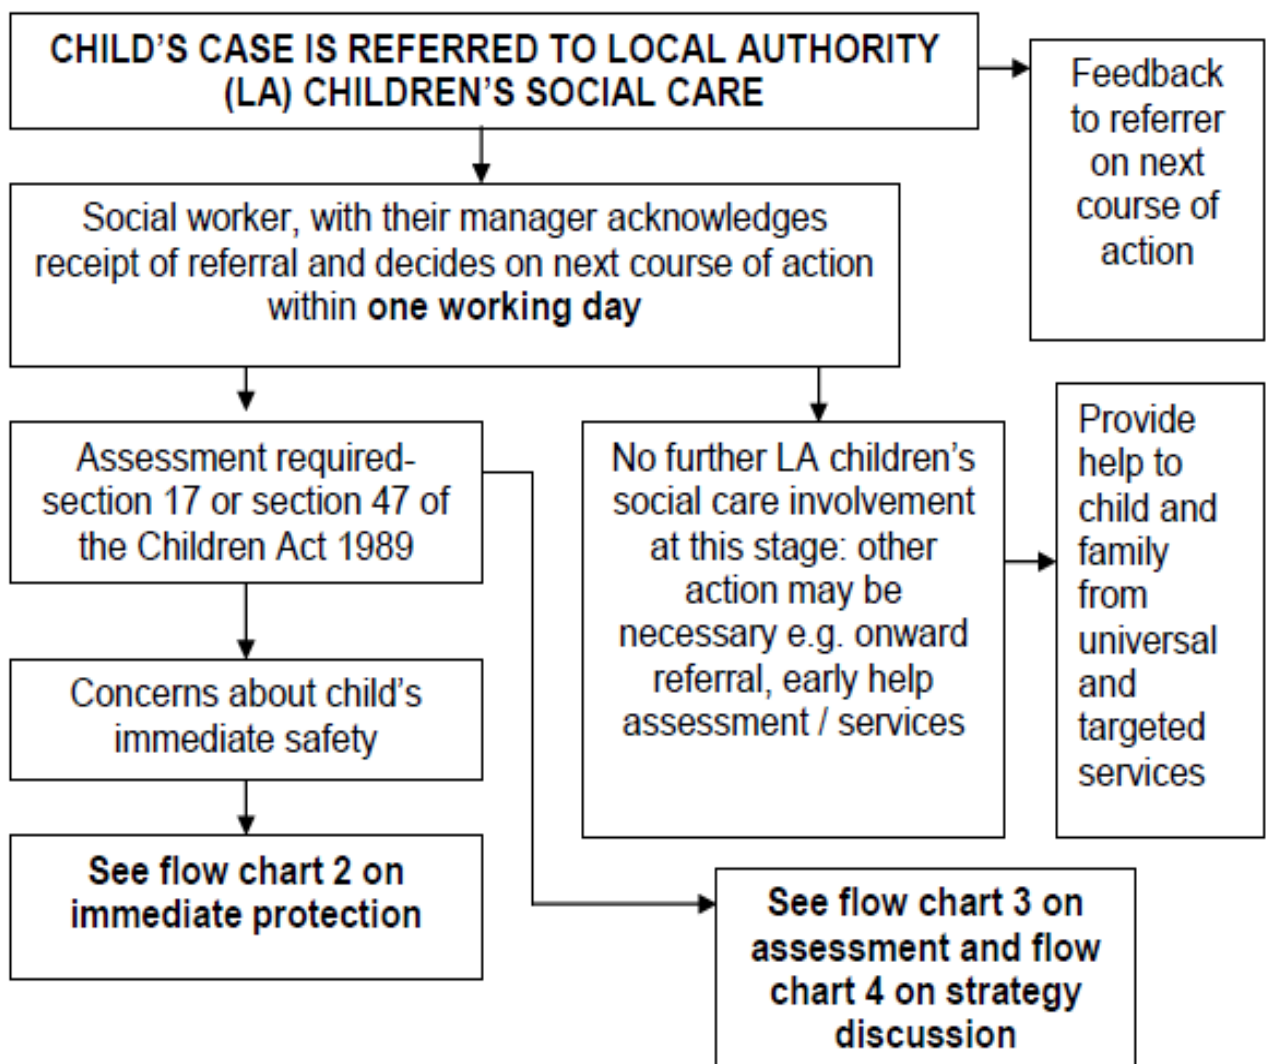 CHILD’S CASE IS REFERRED TO LOCAL AUTHORITY
(LA) CHILDREN’S SOCIAL CARE
Feedback
to referrer
on next
course of
action
Social worker, with their manager acknowledges
receipt of referral and decides on next course of action
within one working day
Assessment required-
section 17 or section 47 of
the Children Act 1989
No further LA children’s
social care involvement
at this stage: other
action may be
necessary e.g. onward
referral, early help
assessment / services
Provide
help to
child and
family
from
universal
and
targeted
services
Concerns about child’s
immediate safety
See flow chart 2 on
immediate protection
See flow chart 3 on
assessment and flow
chart 4 on strategy
discussion